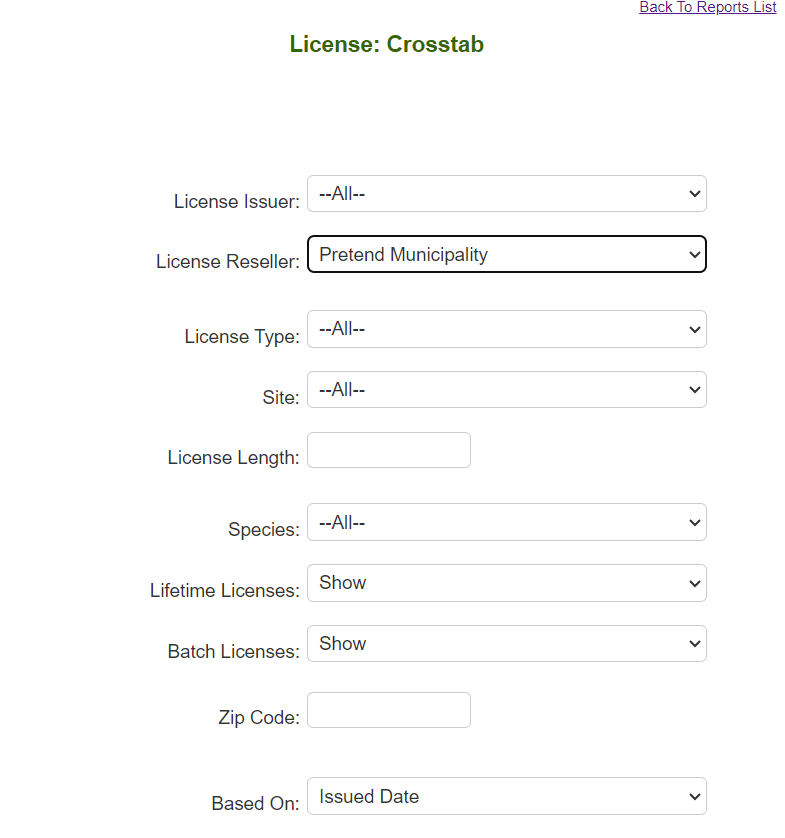 Back To Reports List
License: Crosstab
License Issuer: --All--
License Reseller: Pretend Municipality
License Type: --All--
Site: --All--
License Length:
Species: --All--
Lifetime Licenses: Show
Batch Licenses: Show
Zip Code:
Based On: Issued Date